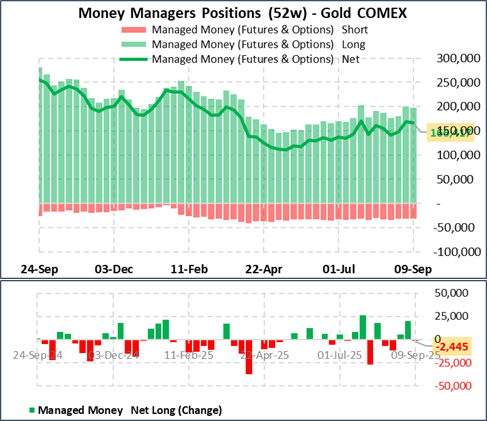 Money Managers Positions (52w) - Gold COMEX
Managed Money (Futures & Options) Short
Managed Money (Futures & Options) Long
Managed Money (Futures & Options) Net
300,000
250,000
200,000
150,000
100,000
50,000
-
-50,000
-100,000
24-Sep 03-Dec 11-Feb 22-Apr 01-Jul 09-Sep
50,000
25,000
0
-2,445
-25,000
-50,000
24-Sep-24 03-Dec-24 11-Feb-25 22-Apr-25 01-Jul-25 09-Sep-25
Managed Money Net Long (Change)